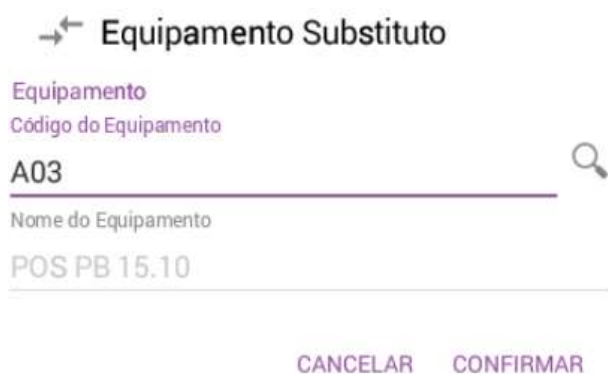 Equipamento Substituto
Equipamento
Código do Equipamento
A03
Nome do Equipamento
POS PB 15.10
CANCELAR CONFIRMAR